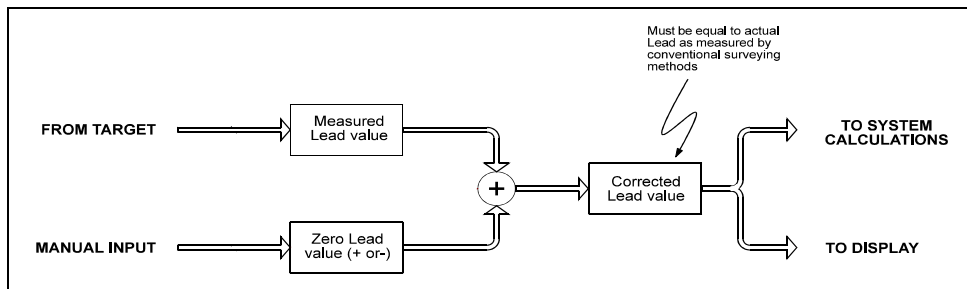 Must be equal to actual
Lead as measured by
conventional surveying
methods
FROM TARGET
Measured
Lead value
TO SYSTEM
CALCULATIONS
+
Corrected
Lead value
MANUAL INPUT
Zero Lead
value (+ or-)
TO DISPLAY